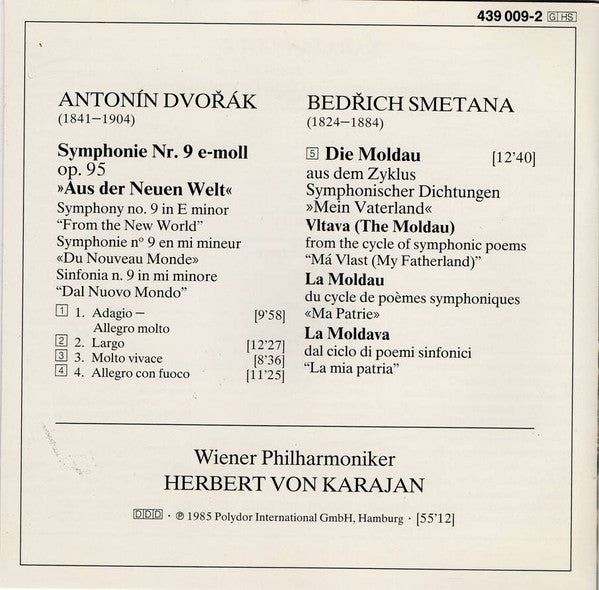 439 009-2 G HS
ANTONÍN DVOŘÁK
(1841–1904)
Symphonie Nr. 9 e-moll
op. 95
»Aus der Neuen Welt«
Symphony no. 9 in E minor
“From the New World”
Symphonie nº 9 en mi mineur
«Du Nouveau Monde»
Sinfonia n. 9 in mi minore
“Dal Nuovo Mondo”
1 1. Adagio – [9'58]
Allegro molto
2 2. Largo [12'27]
3 3. Molto vivace [8'36]
4 4. Allegro con fuoco [11'25]
BEDŘICH SMETANA
(1824–1884)
5 Die Moldau [12'40]
aus dem Zyklus
Symphonischer Dichtungen
»Mein Vaterland«
Vltava (The Moldau)
from the cycle of symphonic poems
“Má Vlast (My Fatherland)”
La Moldau
du cycle de poèmes symphoniques
«Ma Patrie»
La Moldava
dal ciclo di poemi sinfonici
“La mia patria”
Wiener Philharmoniker
HERBERT VON KARAJAN
DDD · ℗ 1985 Polydor International GmbH, Hamburg · [55'12]